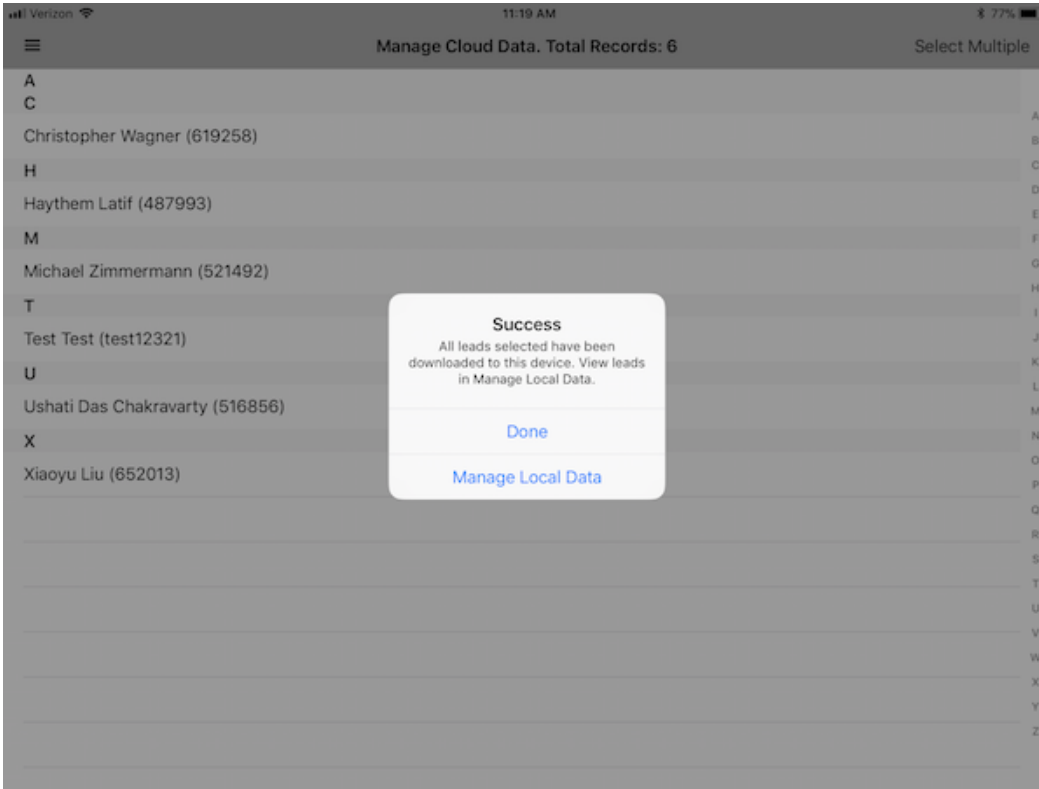 Verizon 11:19 AM 77%
Manage Cloud Data. Total Records: 6 Select Multiple
A
C
Christopher Wagner (619258)
H
Haythem Latif (487993)
M
Michael Zimmermann (521492)
T
Test Test (test12321)
U
Ushati Das Chakravarty (516856)
X
Xiaoyu Liu (652013)
Success
All leads selected have been
downloaded to this device. View leads
in Manage Local Data.
Done
Manage Local Data
A
B
C
D
E
F
G
H
I
J
K
L
M
N
O
P
Q
R
S
T
U
V
W
X
Y
Z